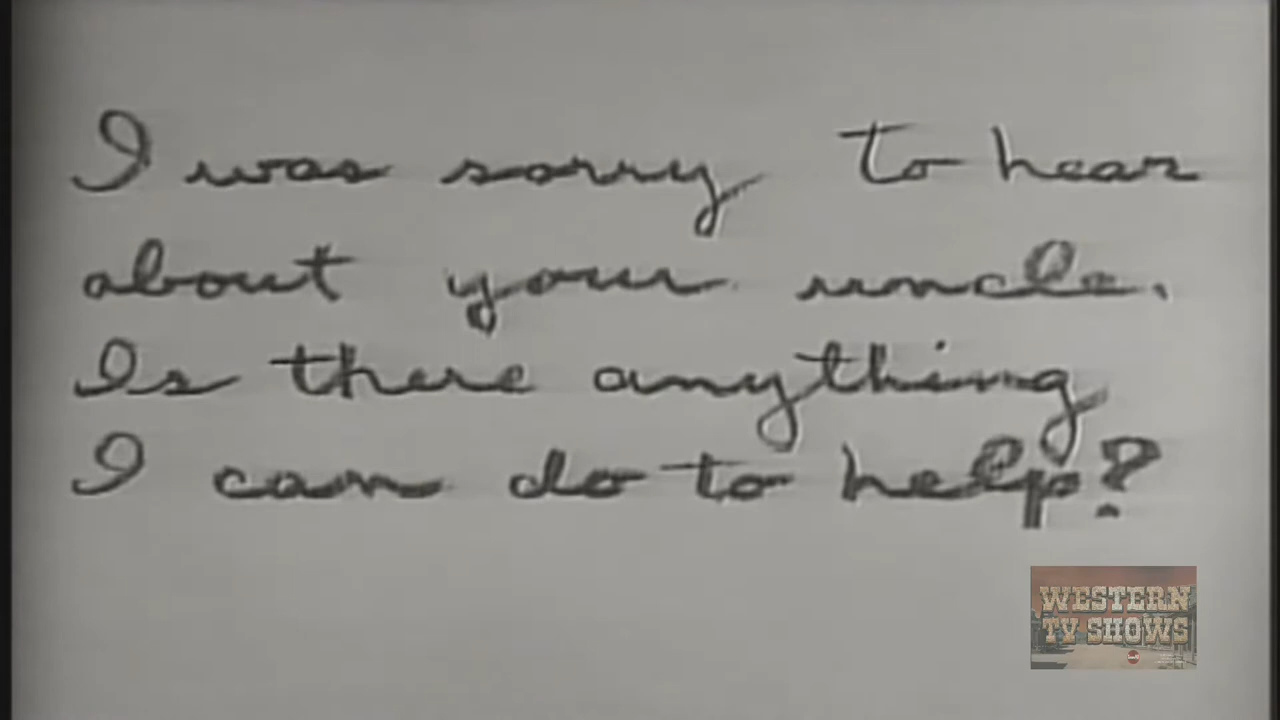 I was sorry to hear
about your uncle.
Is there anything
I can do to help?
WESTERN
TV SHOWS